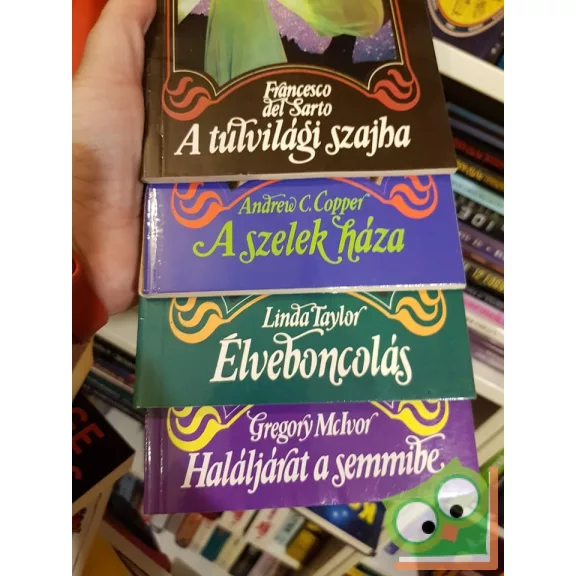 Francesco
del Sarto
A túlvilági szajha
Andrew C. Copper
A szelek háza
Linda Taylor
Élveboncolás
Gregory McIvor
Haláljárat a semmibe